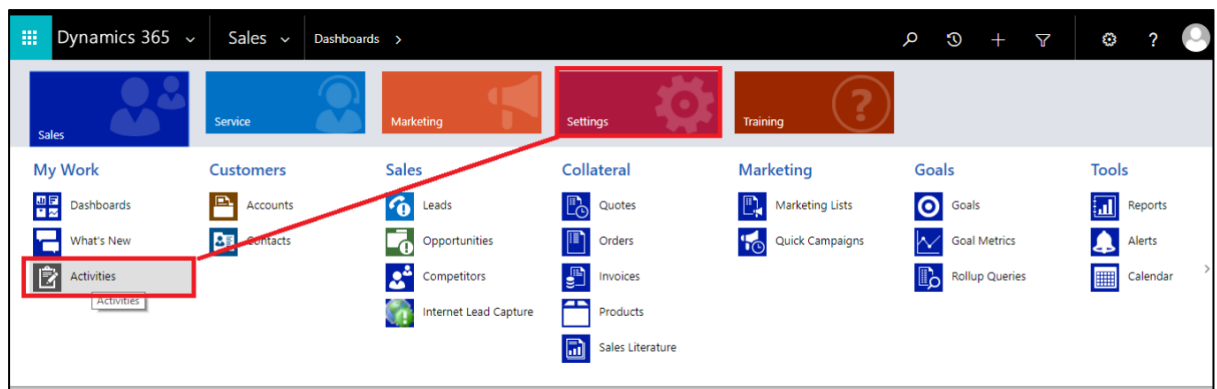 Dynamics 365 Sales Dashboards >
?
Sales Service Marketing Settings Training
?
My Work Customers Sales Collateral Marketing Goals Tools
Dashboards Accounts Leads Quotes Marketing Lists Goals Reports
What's New Contacts Opportunities Orders Quick Campaigns Goal Metrics Alerts
Activities Competitors Invoices Rollup Queries Calendar
Activities
Internet Lead Capture Products
Sales Literature